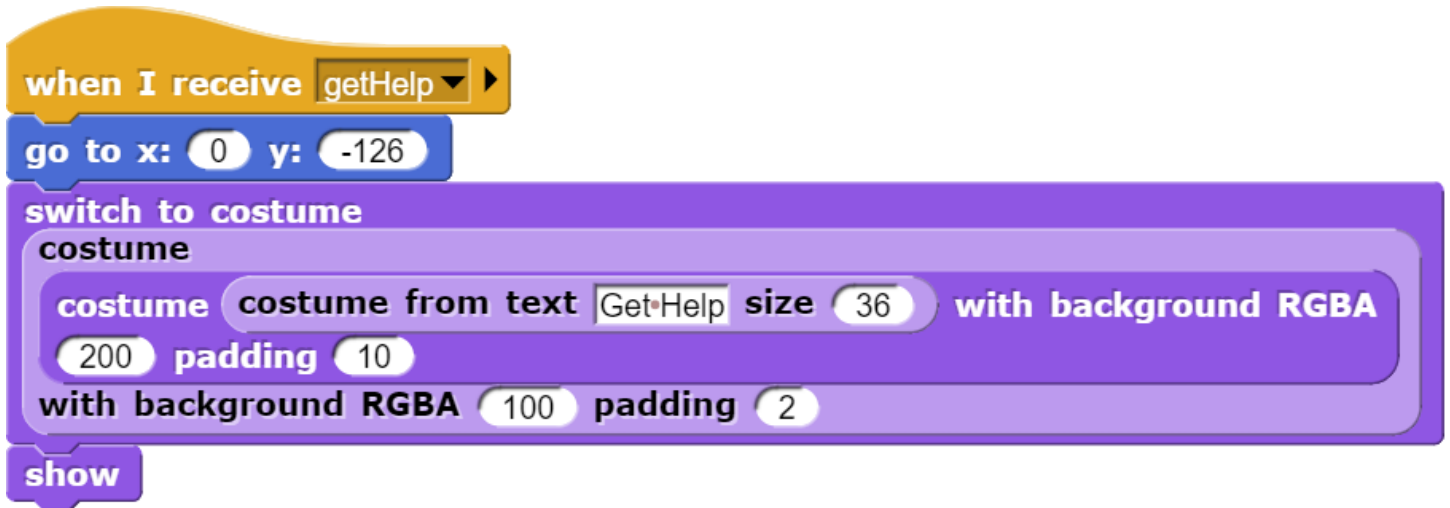 when I receive getHelp
go to x: 0 y: -126
switch to costume
costume
costume costume from text Get•Help size 36 with background RGBA
200 padding 10
with background RGBA 100 padding 2
show